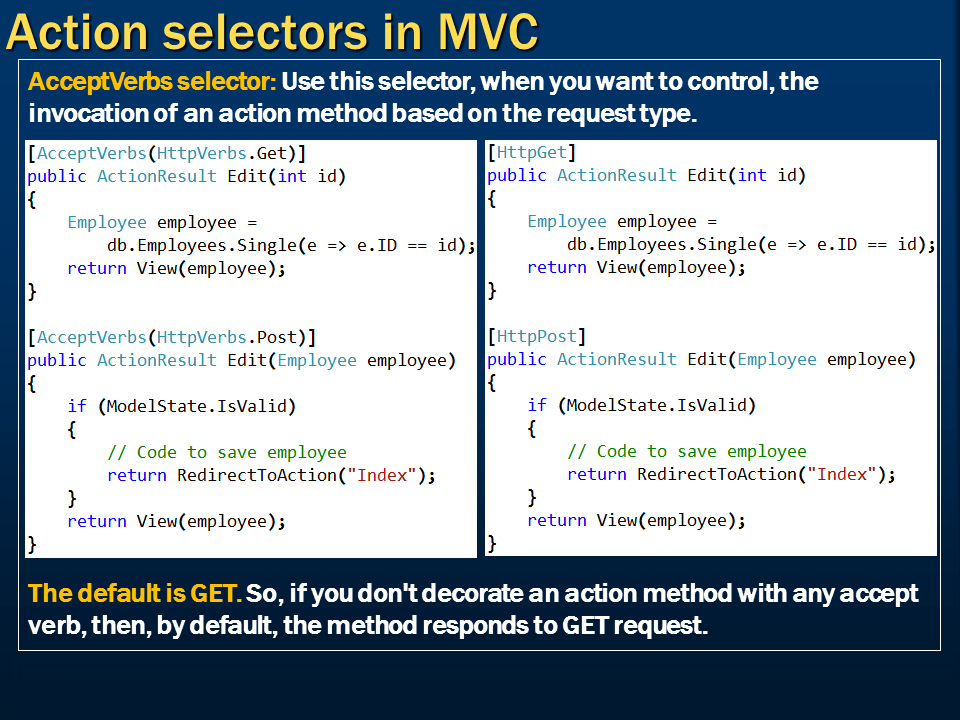 Action selectors in MVC
AcceptVerbs selector: Use this selector, when you want to control, the
invocation of an action method based on the request type.
[AcceptVerbs(HttpVerbs.Get)]
public ActionResult Edit(int id)
{
    Employee employee =
        db.Employees.Single(e => e.ID == id);
    return View(employee);
}
[AcceptVerbs(HttpVerbs.Post)]
public ActionResult Edit(Employee employee)
{
    if (ModelState.IsValid)
    {
        // Code to save employee
        return RedirectToAction("Index");
    }
    return View(employee);
}
[HttpGet]
public ActionResult Edit(int id)
{
    Employee employee =
        db.Employees.Single(e => e.ID == id);
    return View(employee);
}
[HttpPost]
public ActionResult Edit(Employee employee)
{
    if (ModelState.IsValid)
    {
        // Code to save employee
        return RedirectToAction("Index");
    }
    return View(employee);
}
The default is GET. So, if you don't decorate an action method with any accept
verb, then, by default, the method responds to GET request.